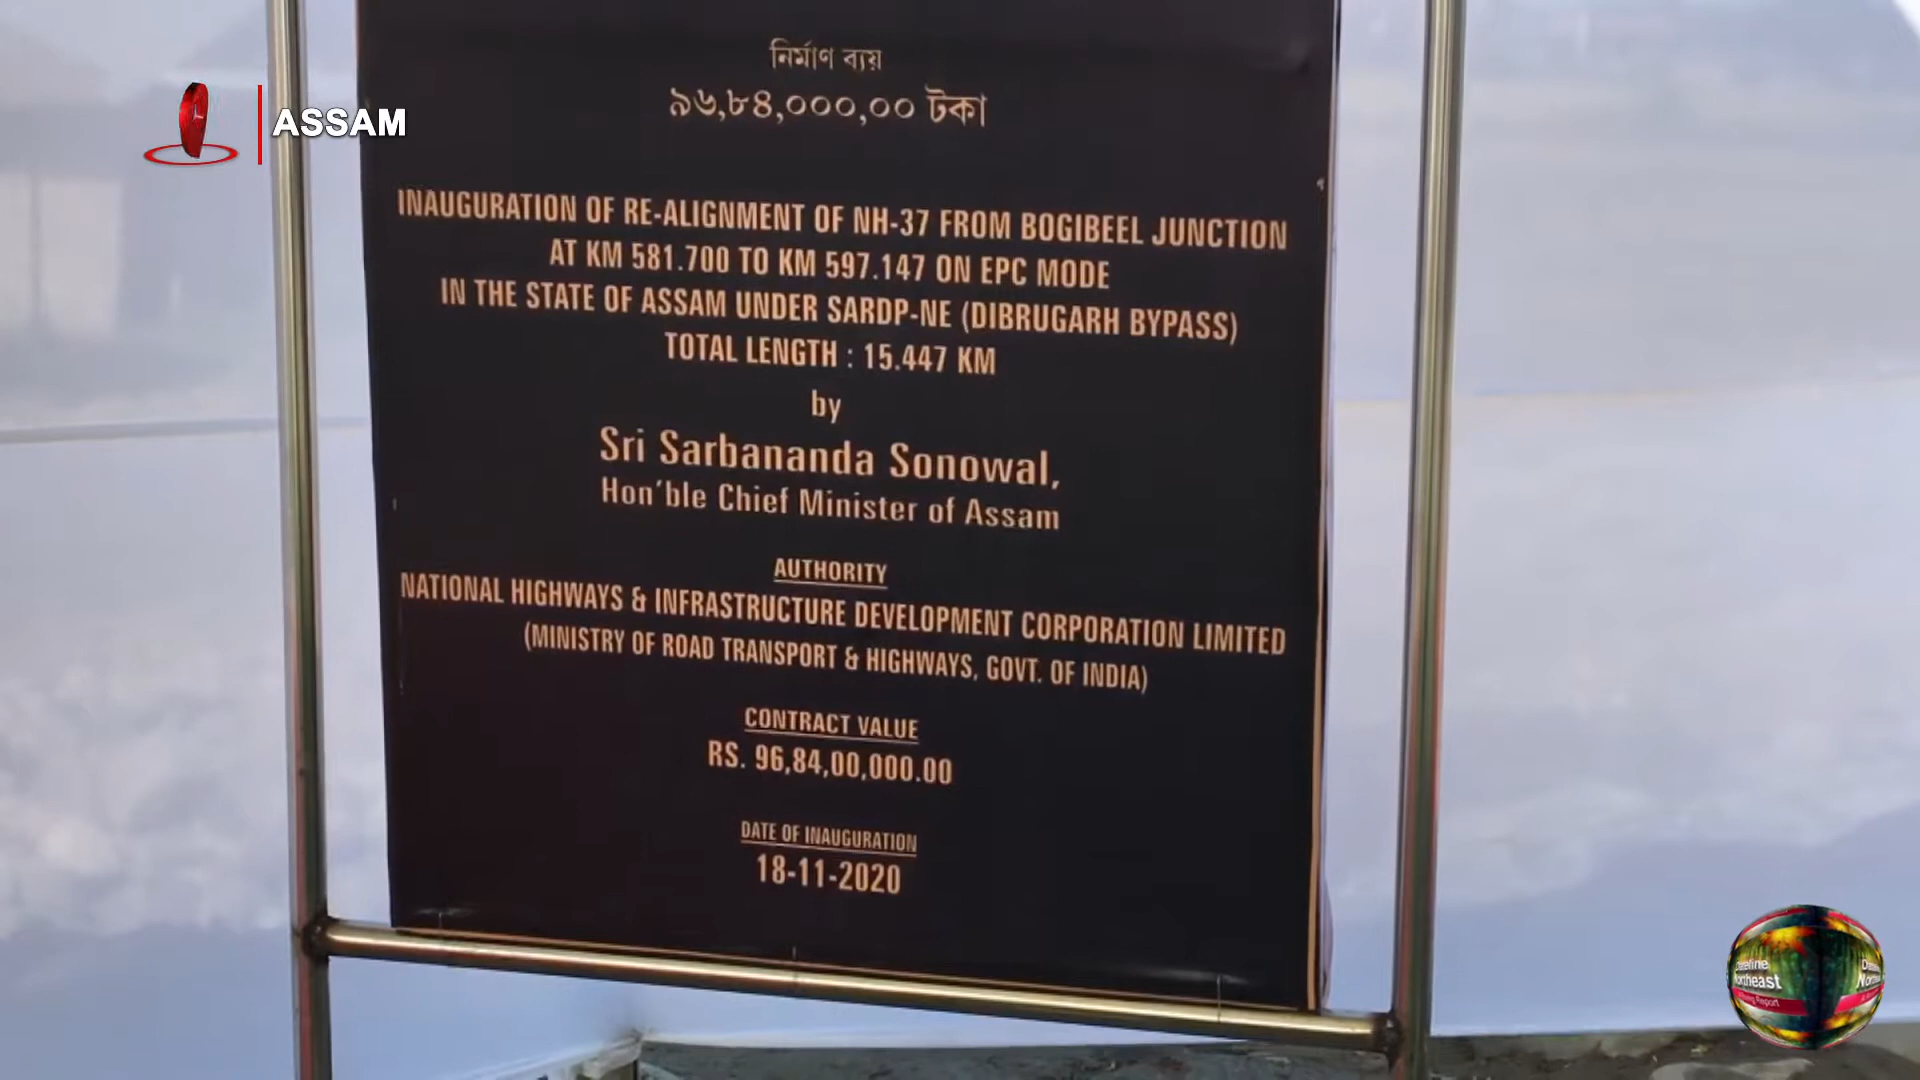 নির্মাণ ব্যয়
৯৬,৮৪,০০০,০০ টকা
ASSAM
INAUGURATION OF RE-ALIGNMENT OF NH-37 FROM BOGIBEEL JUNCTION
AT KM 581.700 TO KM 597.147 ON EPC MODE
IN THE STATE OF ASSAM UNDER SARDP-NE (DIBRUGARH BYPASS)
TOTAL LENGTH : 15.447 KM
by
Sri Sarbananda Sonowal,
Hon'ble Chief Minister of Assam
AUTHORITY
NATIONAL HIGHWAYS & INFRASTRUCTURE DEVELOPMENT CORPORATION LIMITED
(MINISTRY OF ROAD TRANSPORT & HIGHWAYS, GOVT. OF INDIA)
CONTRACT VALUE
RS. 96,84,00,000.00
DATE OF INAUGURATION
18-11-2020
Dateline
Northeast